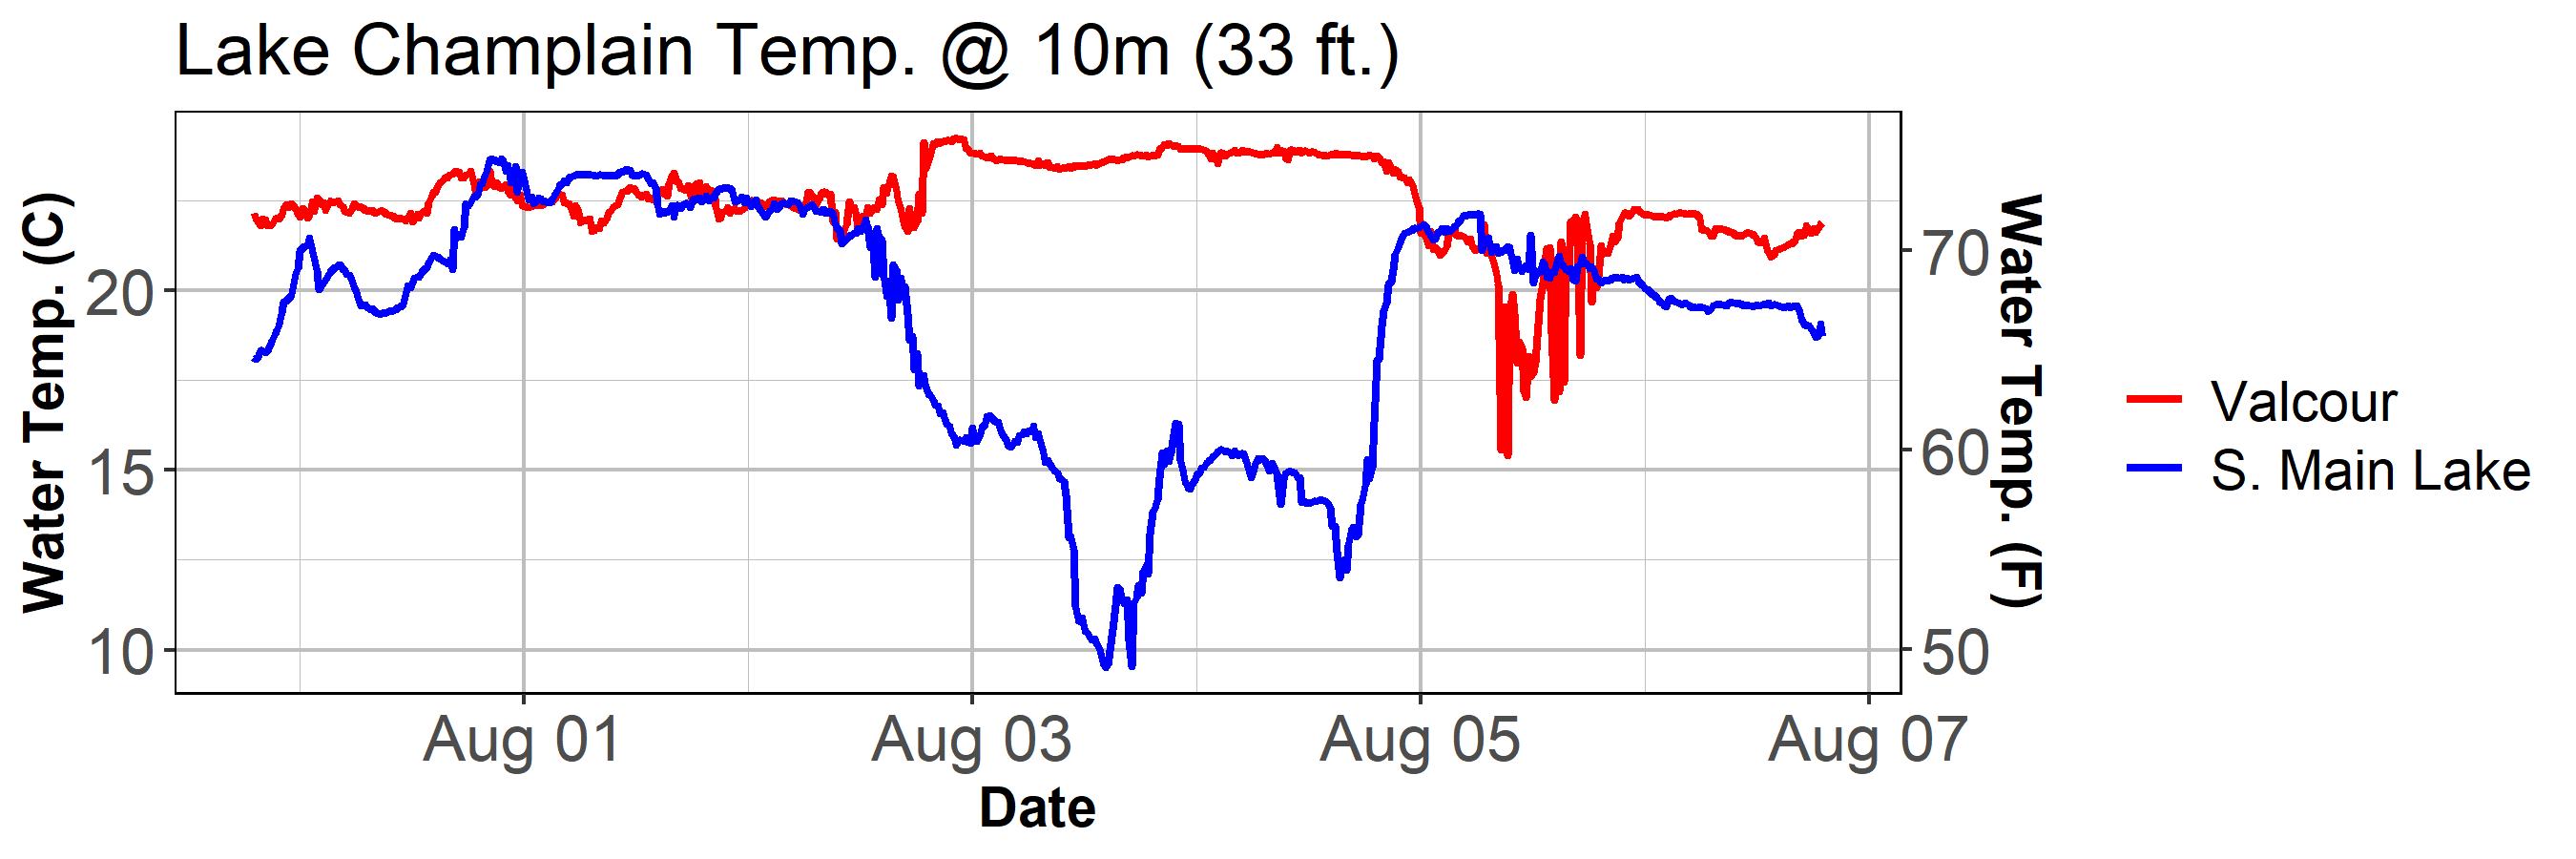 Lake Champlain Temp. @ 10m (33 ft.)
Water Temp. (C)
20
15
10
70
60
50
Water Temp. (F)
Aug 01
Aug 03
Aug 05
Aug 07
Date
Valcour
S. Main Lake